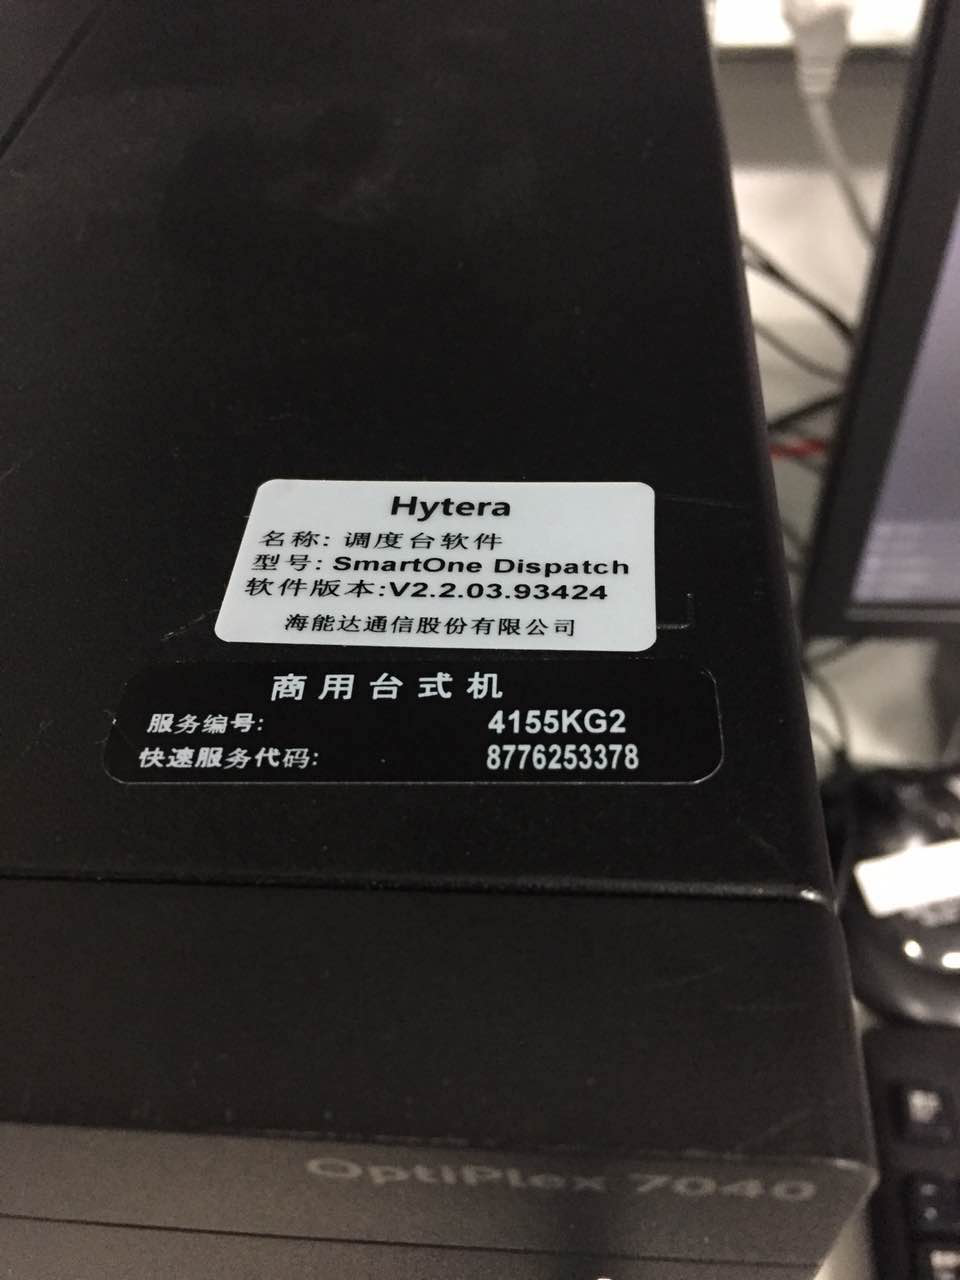 Hytera
名称: 调度台软件
型号: SmartOne Dispatch
软件版本:V2.2.03.93424
海能达通信股份有限公司
商用台式机
服务编号: 4155KG2
快速服务代码: 8776253378
OptiPlex 7040